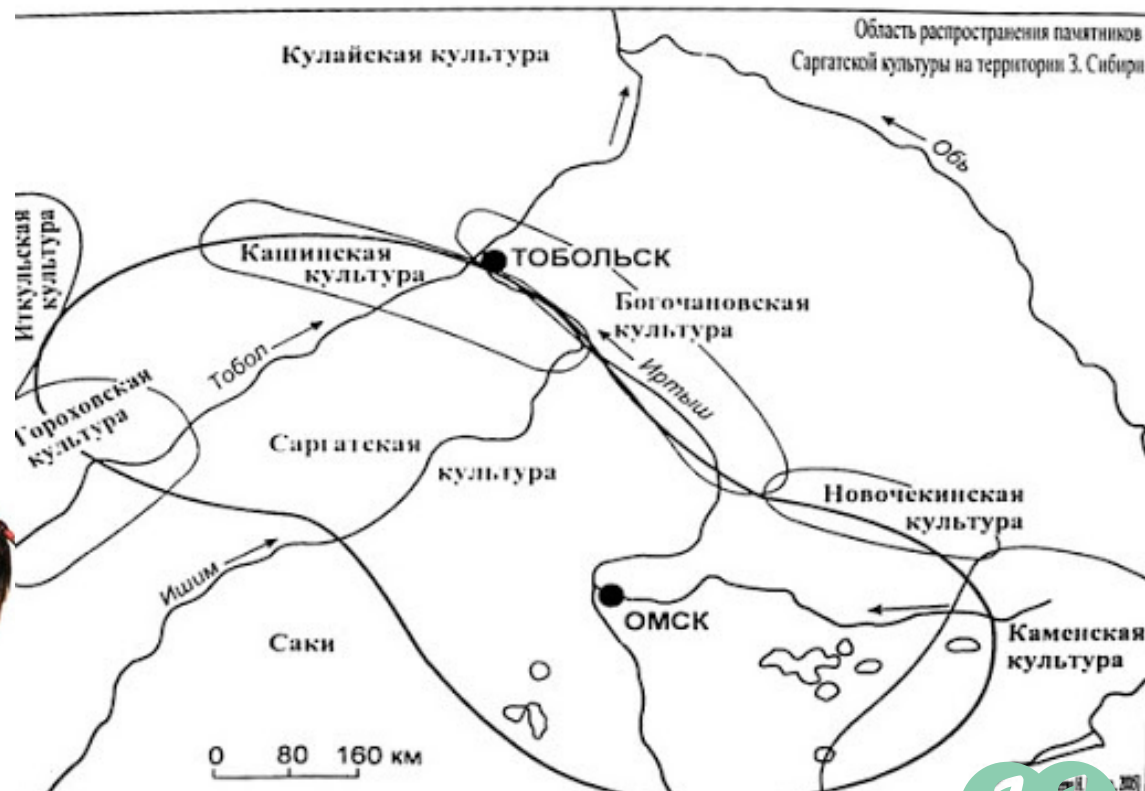 Область распространения памятников
Саргатской культуры на территории З. Сибири
Кулайская культура
Обь
Иткульская
культура
Кашинская
культура
ТОБОЛЬСК
Богочановская
культура
Тобол
Иртыш
Гороховская
культура
Саргатская
культура
Новочекинская
культура
Ишим
ОМСК
Саки
Каменская
культура
0 80 160 км